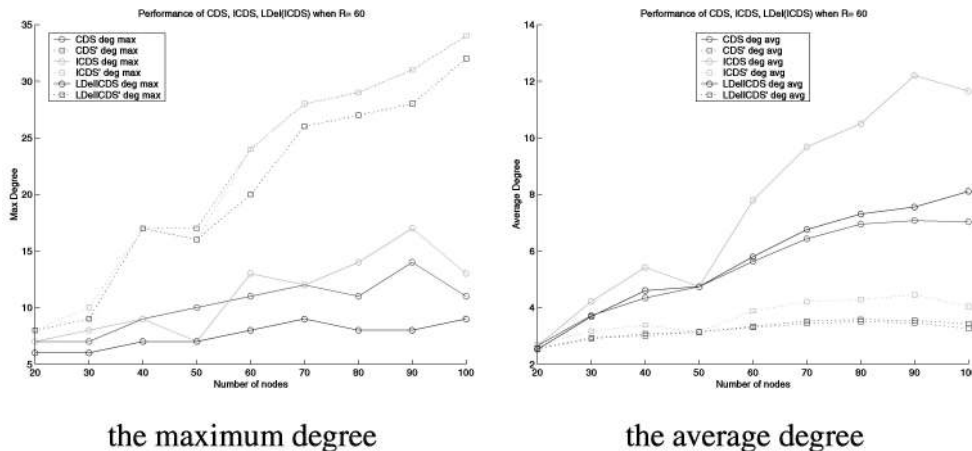 Performance of CDS, ICDS, LDel(ICDS) when R= 60
35
30
25
20
15
10
5
Max Degree
CDS deg max
CDS' deg max
ICDS deg max
ICDS' deg max
LDelICDS deg max
LDelICDS' deg max
20 30 40 50 60 70 80 90 100
Number of nodes
the maximum degree
Performance of CDS, ICDS, LDel(ICDS) when R= 60
14
12
10
8
6
4
2
Average Degree
CDS deg avg
CDS' deg avg
ICDS deg avg
ICDS' deg avg
LDelICDS deg avg
LDelICDS' deg avg
20 30 40 50 60 70 80 90 100
Number of nodes
the average degree